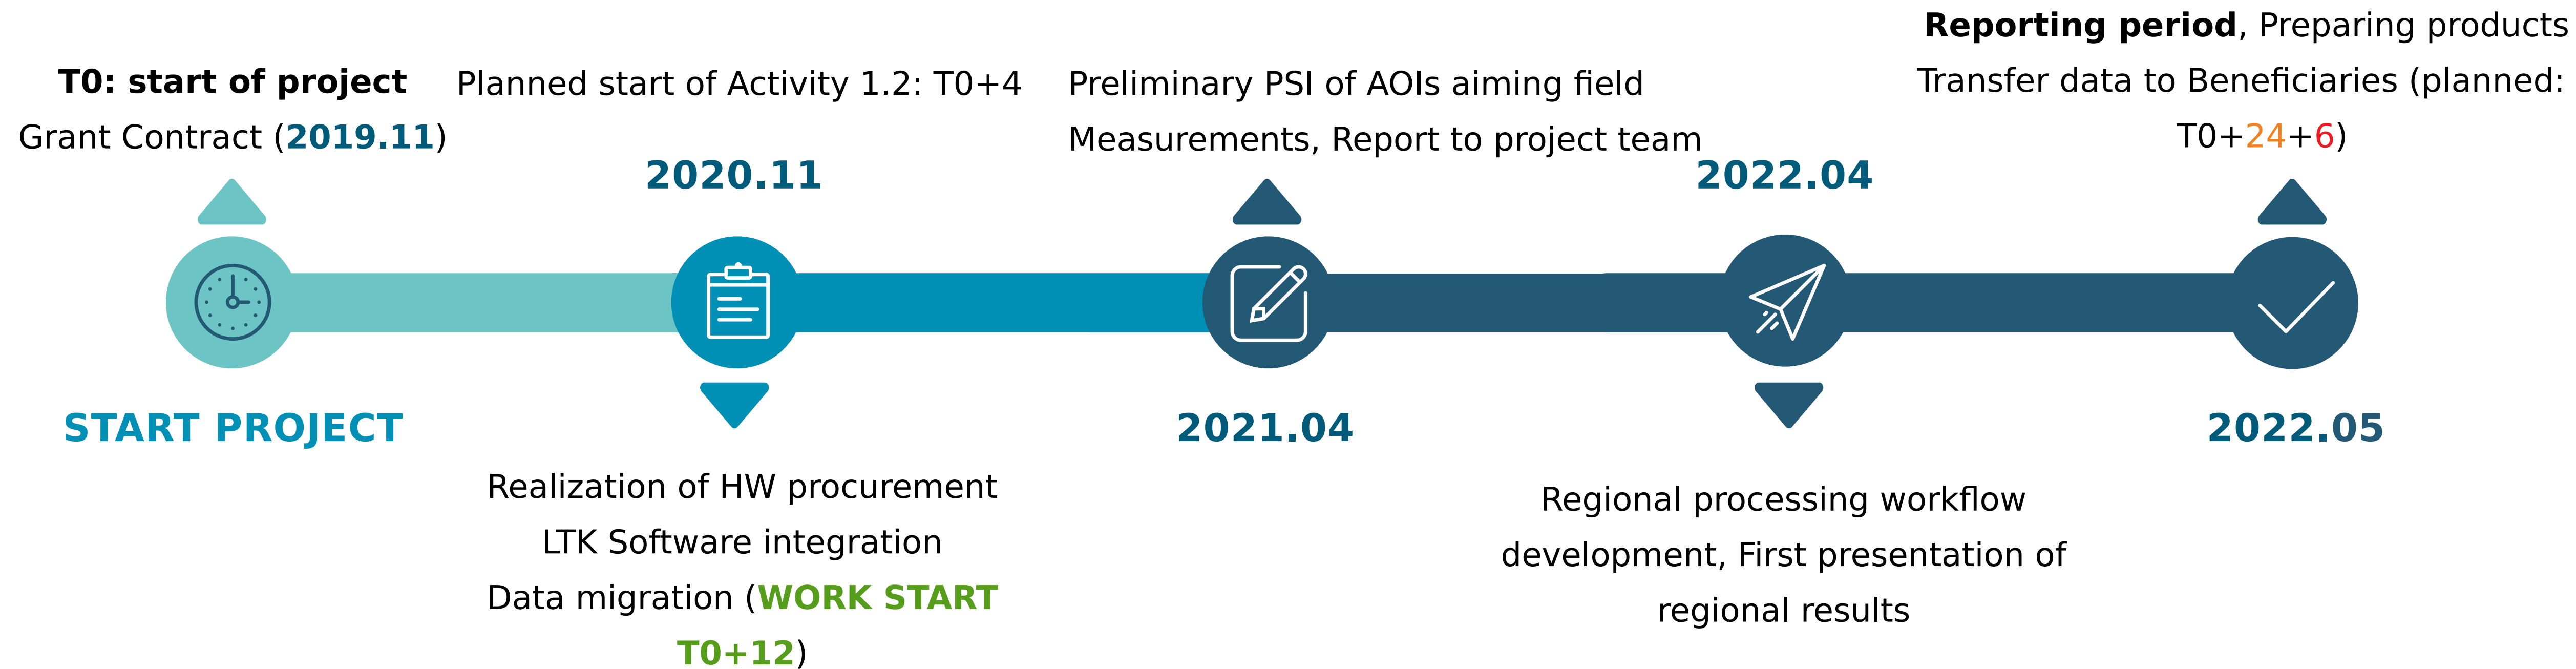 T0: start of project
Grant Contract (2019.11)
START PROJECT
Planned start of Activity 1.2: T0+4
2020.11
Realization of HW procurement
LTK Software integration
Data migration (WORK START
T0+12)
Preliminary PSI of AOIs aiming field
Measurements, Report to project team
2021.04
2022.04
Regional processing workflow
development, First presentation of
regional results
Reporting period, Preparing products
Transfer data to Beneficiaries (planned:
T0+24+6)
2022.05